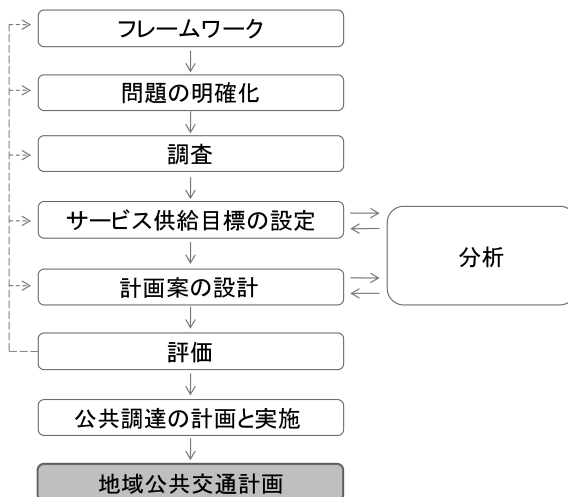 フレームワーク
問題の明確化
調査
サービス供給目標の設定
分析
計画案の設計
評価
公共調達の計画と実施
地域公共交通計画